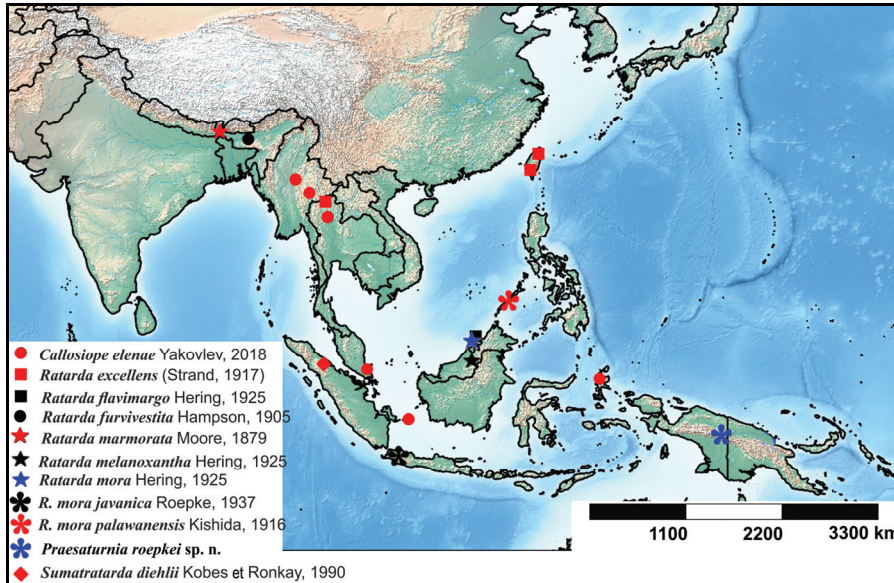 Callosiope elenae Yakovlev, 2018
Ratarda excellens (Strand, 1917)
Ratarda flavimargo Hering, 1925
Ratarda furvivestita Hampson, 1905
Ratarda marmorata Moore, 1879
Ratarda melanoxantha Hering, 1925
Ratarda mora Hering, 1925
R. mora javanica Roepke, 1937
R. mora palawanensis Kishida, 1916
Praesaturnia roepkei sp. n.
Sumatratarda diehlii Kobes et Ronkay, 1990
1100 2200 3300 km